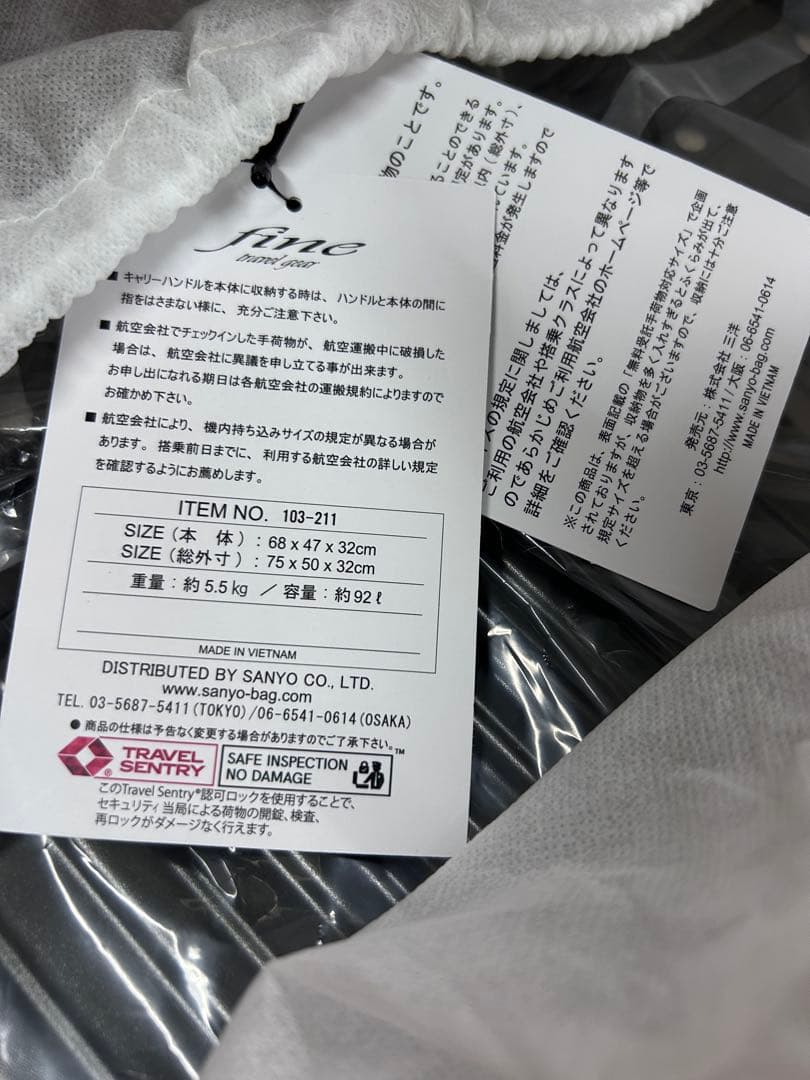 fine
travel gear
■ キャリーハンドルを本体に収納する時は、ハンドルと本体の間に
指をはさまない様に、充分ご注意下さい。
■ 航空会社でチェックインした手荷物が、航空運搬中に破損した
場合は、航空会社に異議を申し立てる事が出来ます。
お申し出になれる期日は各航空会社の運搬規約によりますので
お確かめ下さい。
■ 航空会社により、機内持ち込みサイズの規定が異なる場合が
あります。搭乗前日までに、利用する航空会社の詳しい規定
を確認するようにお薦めします。
ITEM NO. 103-211
SIZE(本 体):68 x 47 x 32cm
SIZE(総外寸):75 x 50 x 32cm
重量:約5.5㎏ /容量:約92ℓ
MADE IN VIETNAM
DISTRIBUTED BY SANYO CO., LTD.
www.sanyo-bag.com
TEL. 03-5687-5411(TOKYO)/06-6541-0614(OSAKA)
● 商品の仕様は予告なく変更する場合がありますのでご了承下さい。
TRAVEL SENTRY®
SAFE INSPECTION
NO DAMAGE ™
このTravel Sentry®認可ロックを使用することで、
セキュリティ当局による荷物の開錠、検査、
再ロックがダメージなく行えます。
物のことです。
ることのできる
定があります。
内(総外寸)、
ています。
料金が発生しますので
ズの規定に関しましては、
ご利用の航空会社や搭乗クラスによって異なります
のであらかじめご利用航空会社のホームページ等で
詳細をご確認ください。
※この商品は、表面記載の「無料受託手荷物対応サイズ」で企画
されておりますが、収納物を多く入れすぎるとふくらみが出て、
規定サイズを超える場合がございますので、収納には十分ご注意
ください。
発売元:株式会社 三洋
東京:03-5687-5411/大阪:06-6541-0614
http://www.sanyo-bag.com
MADE IN VIETNAM